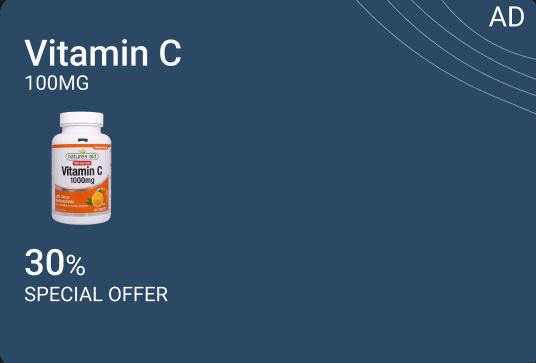 AD
Vitamin C
100MG
natures aid
Vitamin C
1000mg
30%
SPECIAL OFFER